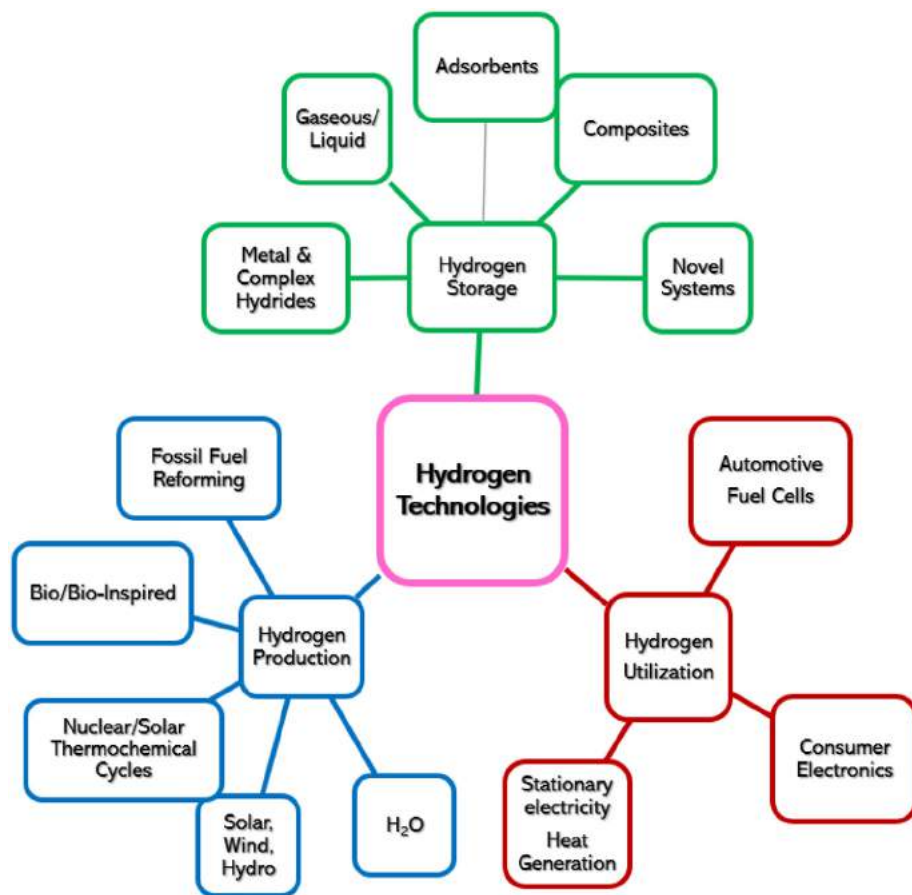 Adsorbents
Gaseous/
Liquid
Composites
Metal &
Complex
Hydrides
Hydrogen
Storage
Novel
Systems
Hydrogen
Technologies
Fossil Fuel
Reforming
Automotive
Fuel Cells
Bio/Bio-Inspired
Hydrogen
Production
Hydrogen
Utilization
Nuclear/Solar
Thermochemical
Cycles
Consumer
Electronics
Solar,
Wind,
Hydro
H₂O
Stationary
electricity
Heat
Generation